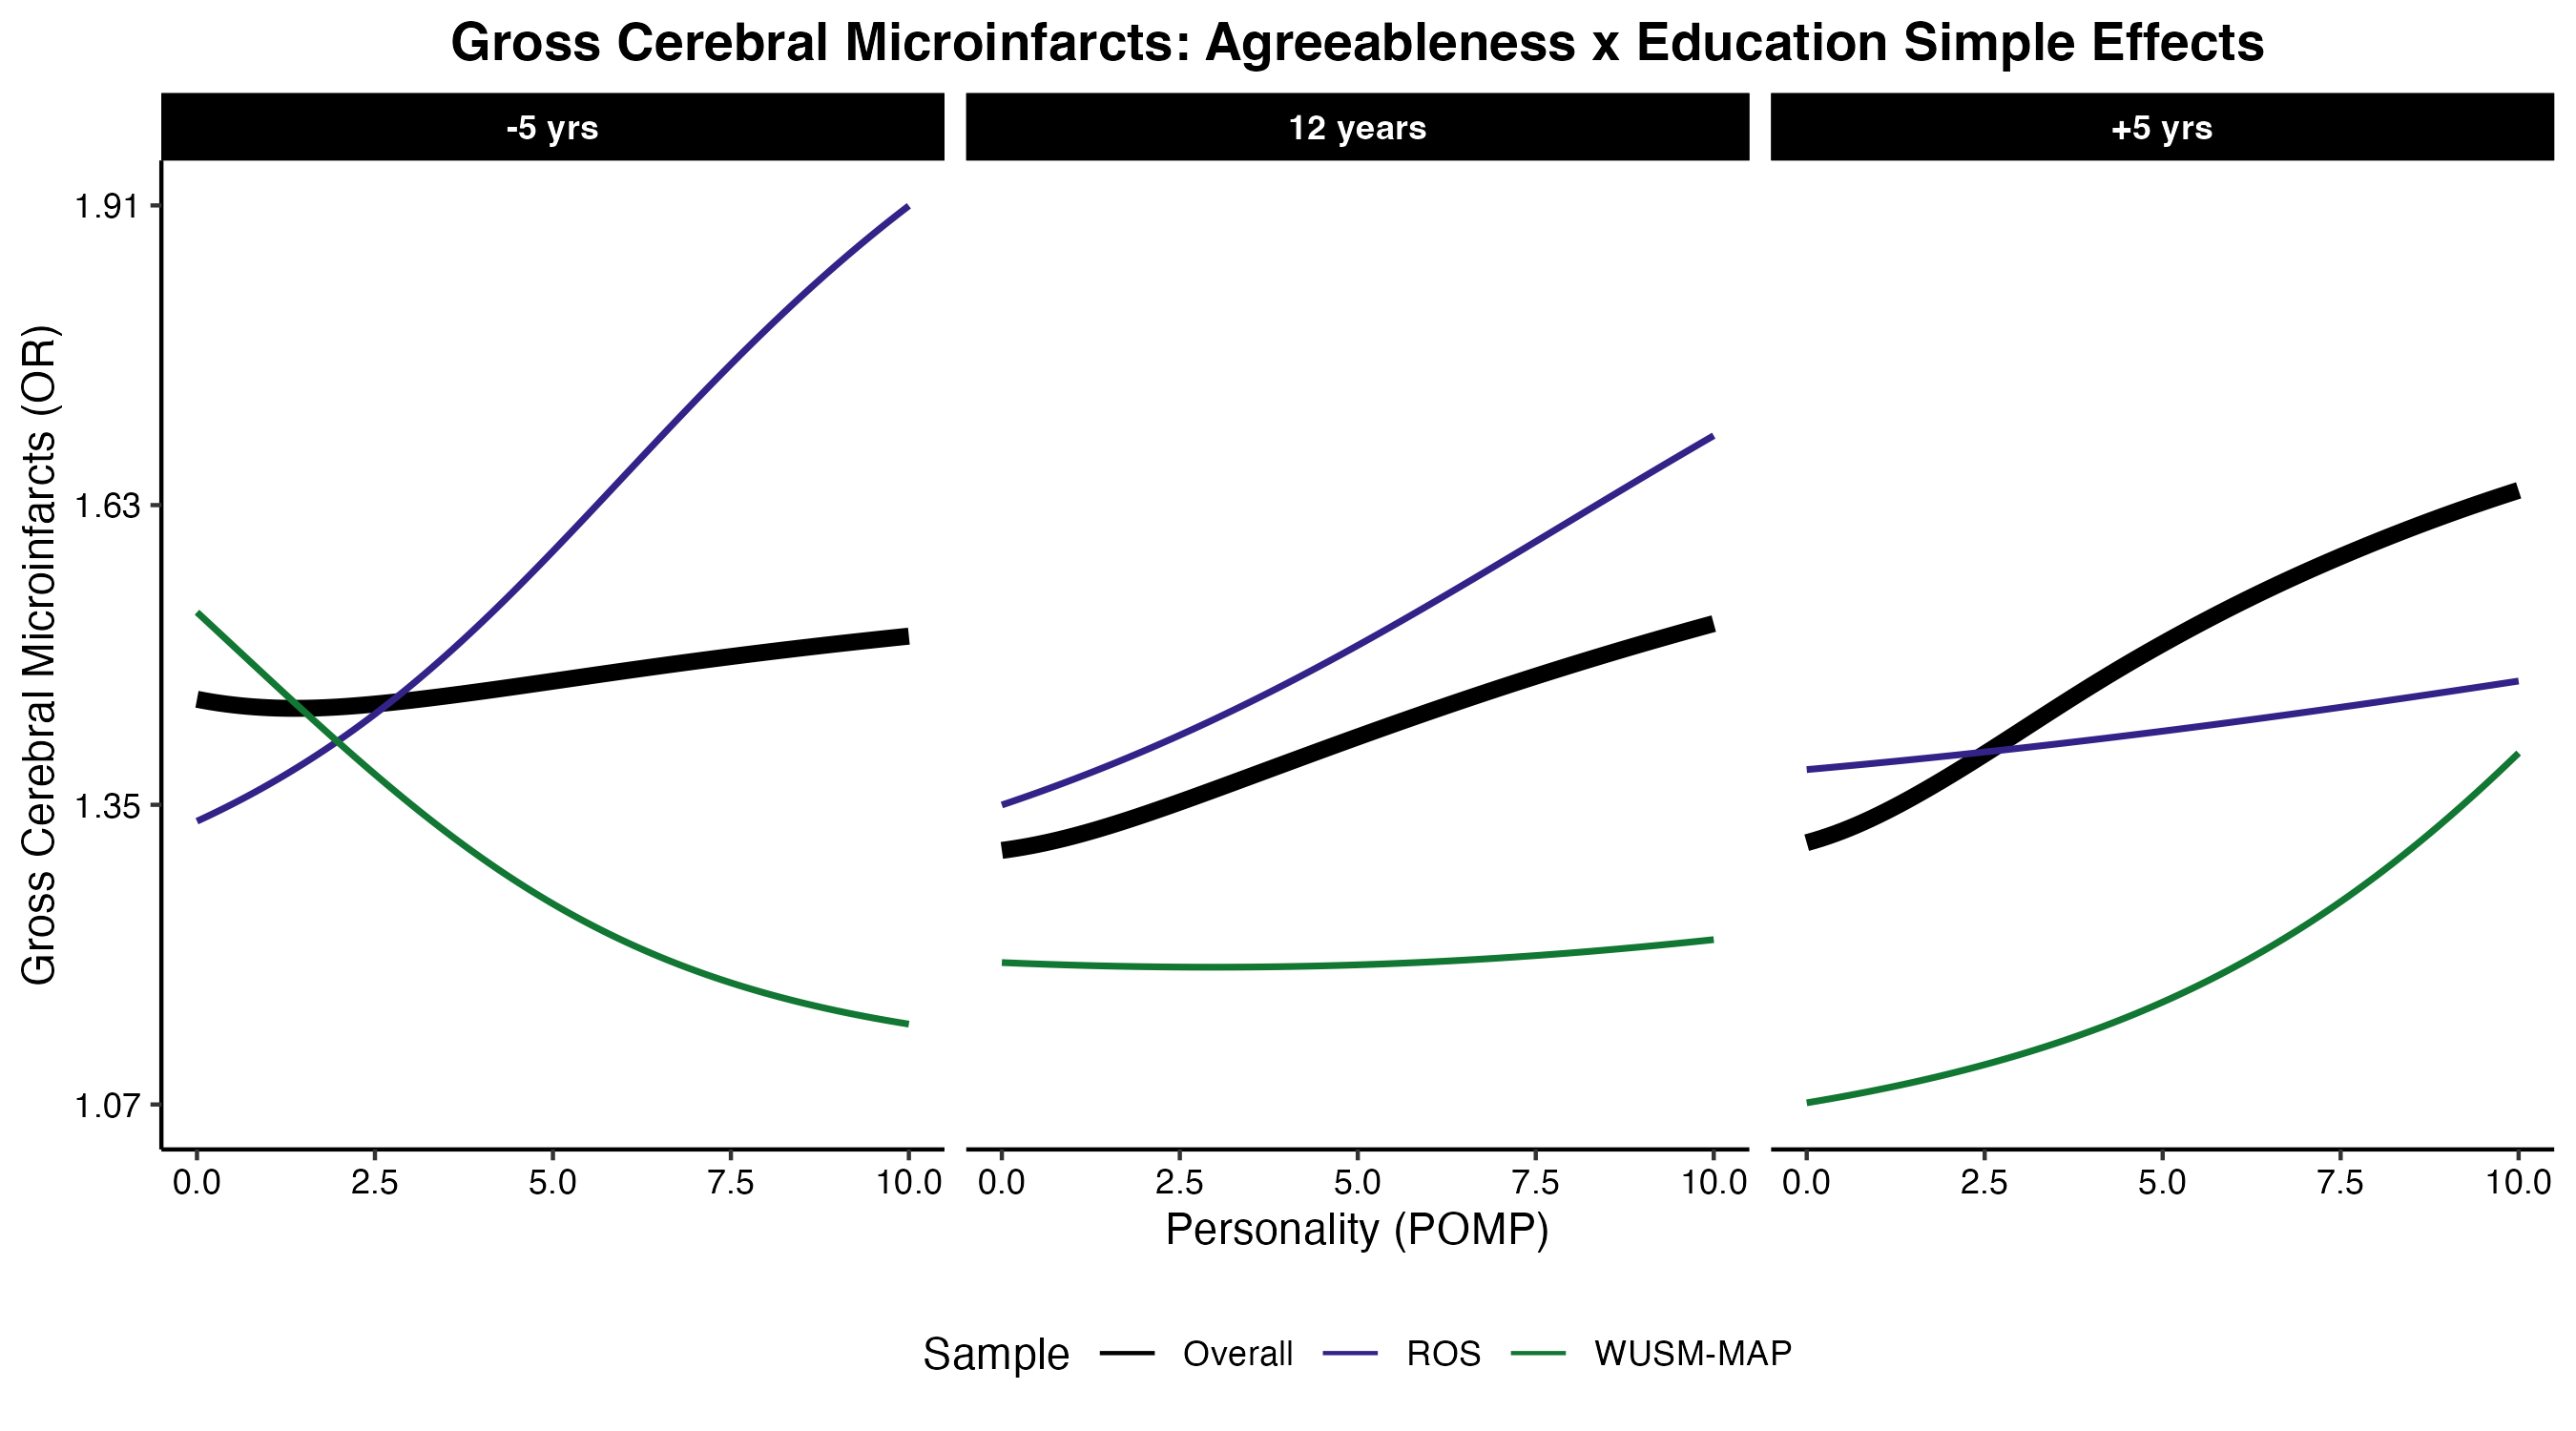 Gross Cerebral Microinfarcts: Agreeableness x Education Simple Effects
-5 yrs
12 years
+5 yrs
Gross Cerebral Microinfarcts (OR)
1.91
1.63
1.35
1.07
0.0 2.5 5.0 7.5 10.0
0.0 2.5 5.0 7.5 10.0
0.0 2.5 5.0 7.5 10.0
Personality (POMP)
Sample Overall ROS WUSM-MAP